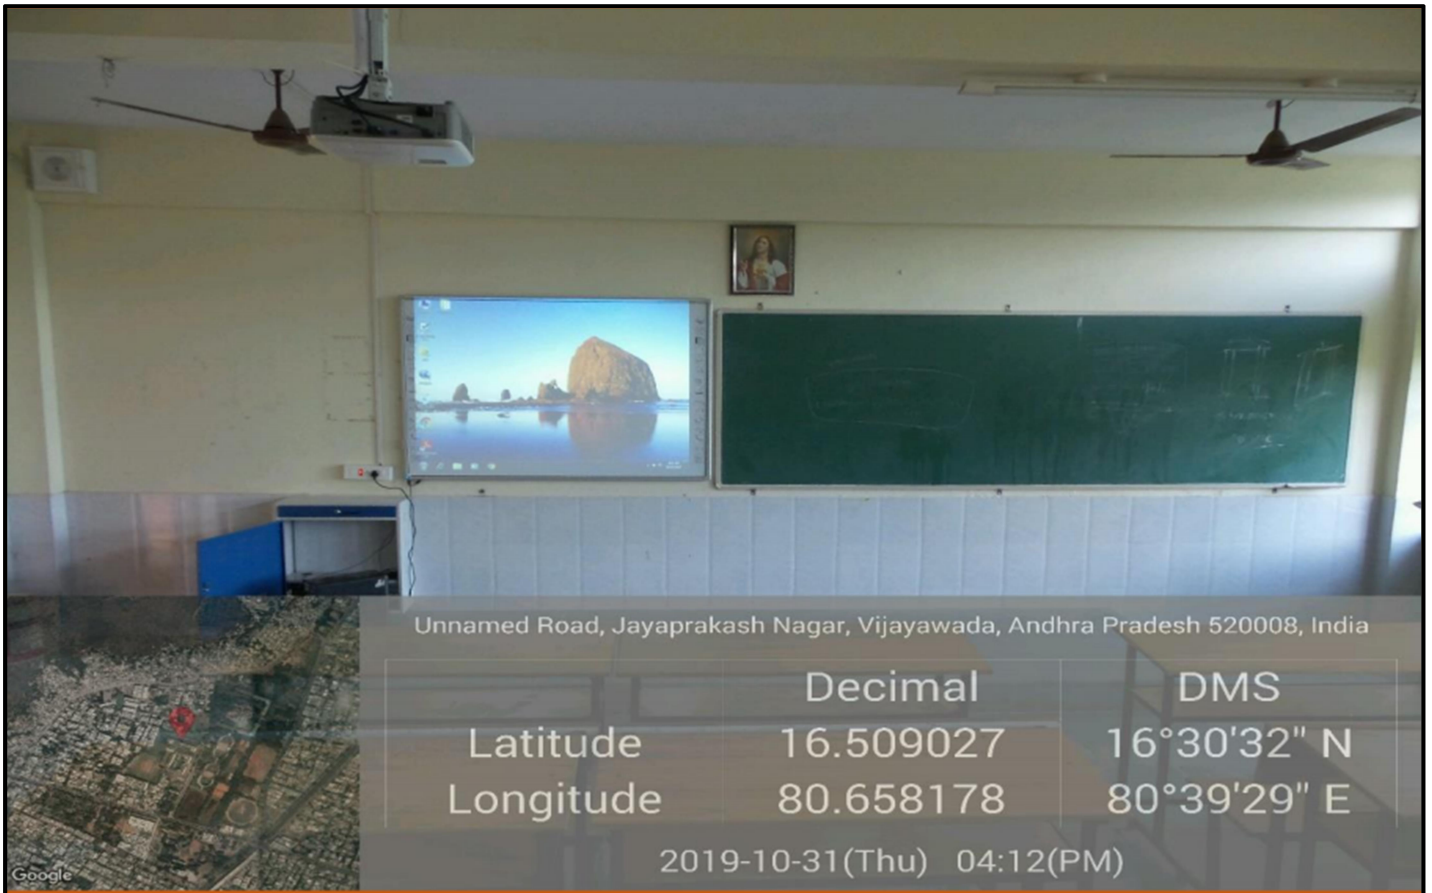 Unnamed Road, Jayaprakash Nagar, Vijayawada, Andhra Pradesh 520008, India
Decimal DMS
Latitude 16.509027 16°30'32" N
Longitude 80.658178 80°39'29" E
2019-10-31(Thu) 04:12(PM)
Google